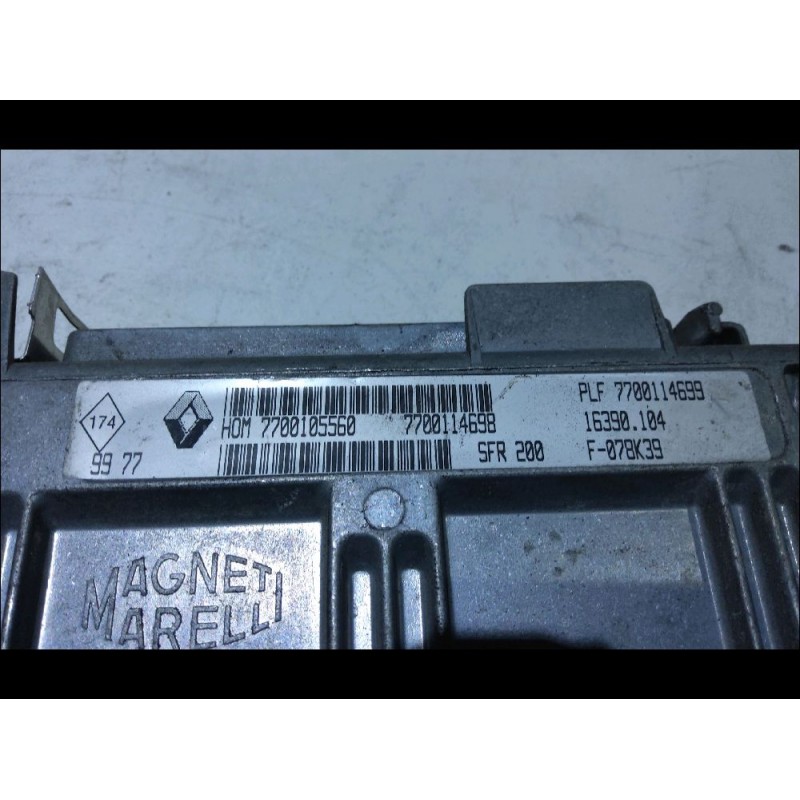 174
99 77
HOM 7700105560 7700114698
SFR 200
PLF 7700114699
16390.104
F-078K39
MAGNETI
MARELLI